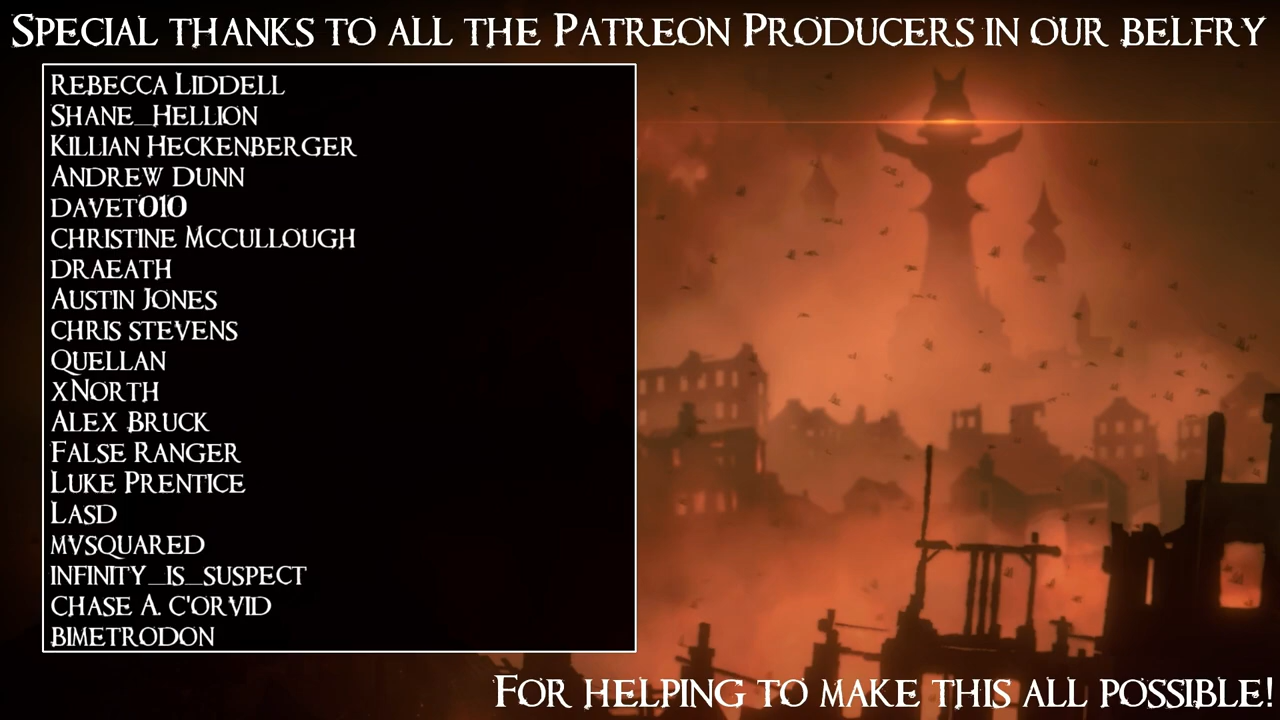 Special thanks to all the Patreon Producers in our belfry
Rebecca Liddell
Shane_Hellion
Killian Heckenberger
Andrew Dunn
davet010
Christine McCullough
draeath
Austin Jones
chris stevens
Quellan
xNorth
Alex Bruck
False Ranger
Luke Prentice
Lasd
mvsquared
infinity_is_suspect
Chase A. C'orvid
bimetrodon
For helping to make this all possible!